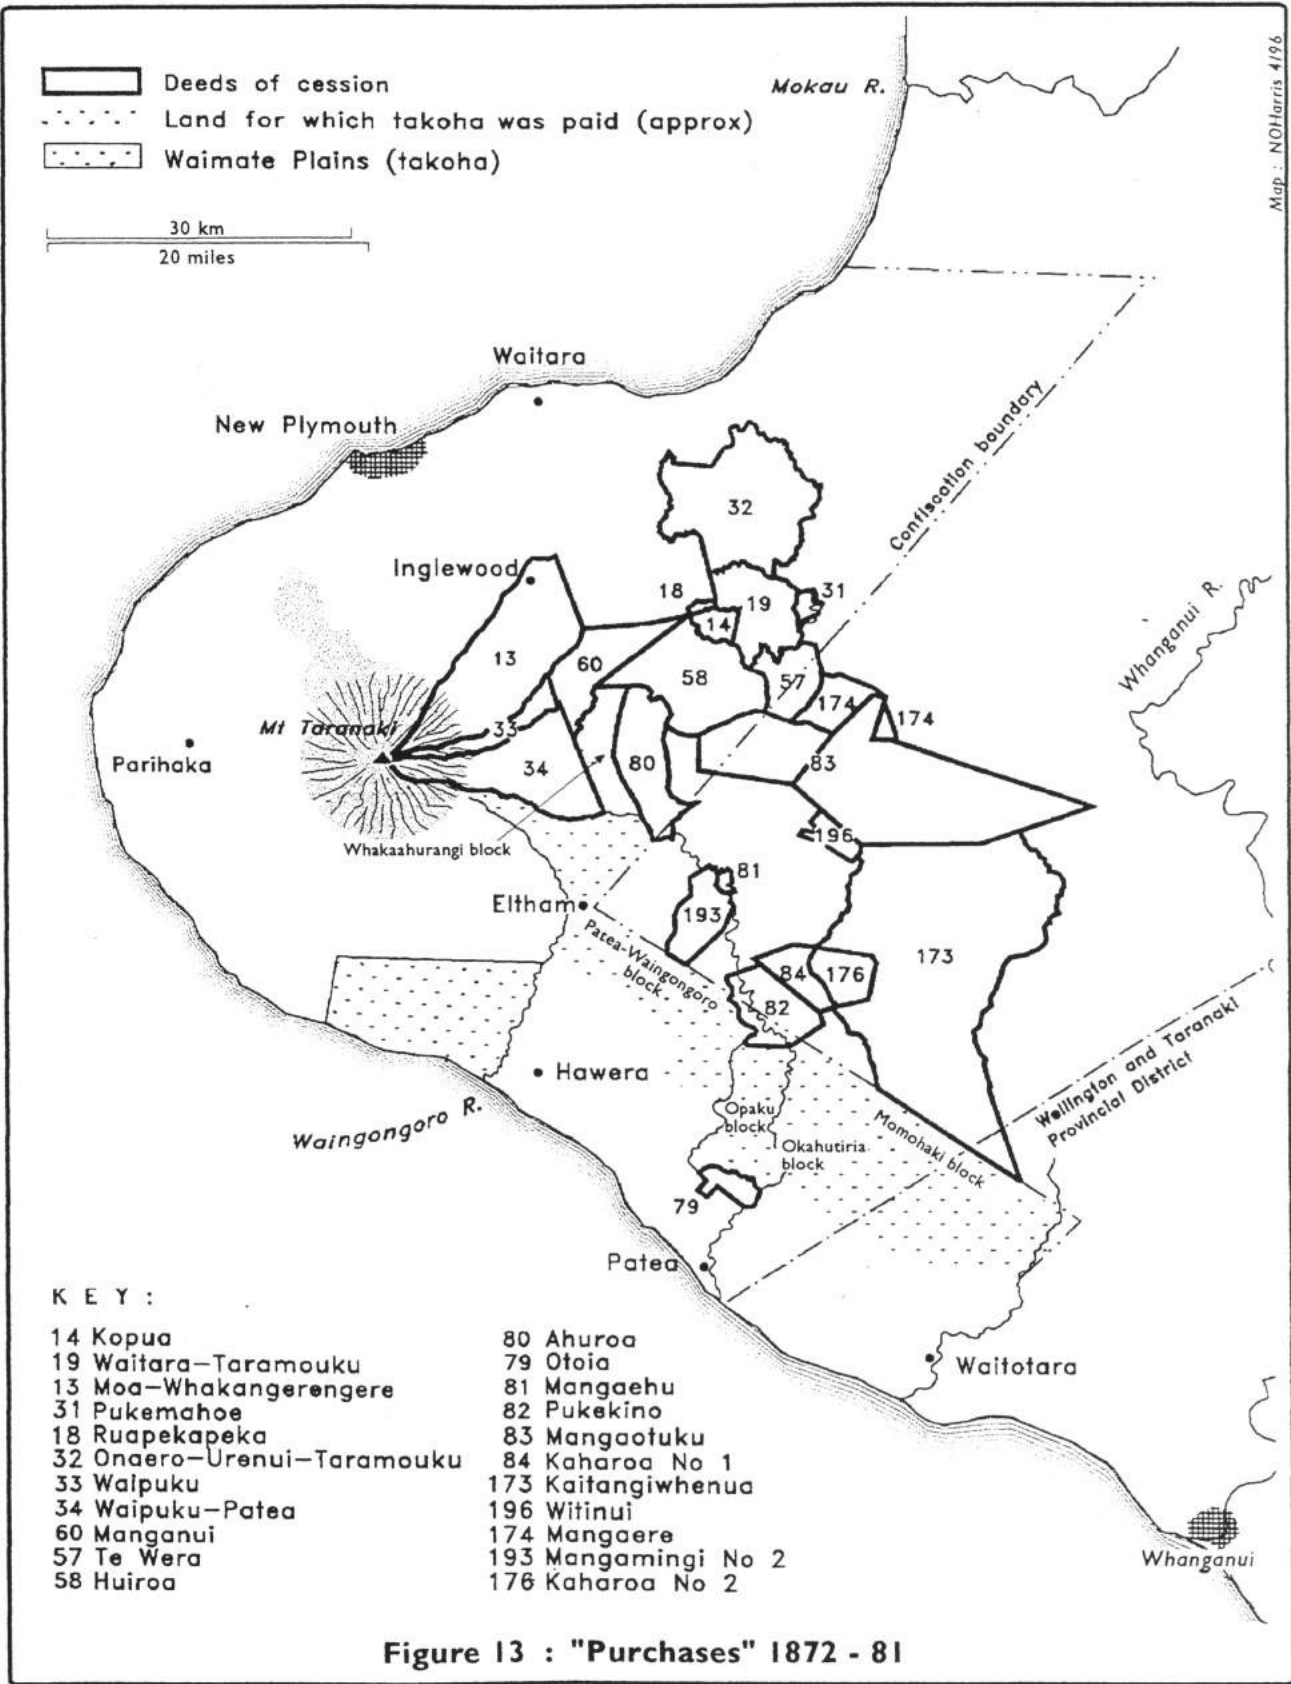 Deeds of cession
Land for which takoha was paid (approx)
Waimate Plains (takoha)
30 km
20 miles
Mokau R.
Map : NOHarris 4/96
Waitara
New Plymouth
Confiscation boundary
32
Inglewood
18
19
31
14
Whanganui R.
13
60
58
57
174
174
Mt Taranaki
33
Parihaka
34
80
83
Whakaahurangi block
196
81
Eltham
193
Patea-Waingongoro
block
173
84
176
82
Hawera
Wellington and Taranaki
Provincial District
Waingongoro R.
Opaku
block
Momohaki block
Okahutiria
block
79
Patea
Waitotara
Whanganui
KEY:
14 Kopua
19 Waitara-Taramouku
13 Moa-Whakangerengere
31 Pukemahoe
18 Ruapekapeka
32 Onaero-Urenui-Taramouku
33 Waipuku
34 Waipuku-Patea
60 Manganui
57 Te Wera
58 Huiroa
80 Ahuroa
79 Otoia
81 Mangaehu
82 Pukekino
83 Mangaotuku
84 Kaharoa No 1
173 Kaitangiwhenua
196 Witinui
174 Mangaere
193 Mangamingi No 2
176 Kaharoa No 2
Figure 13 : "Purchases" 1872 - 81